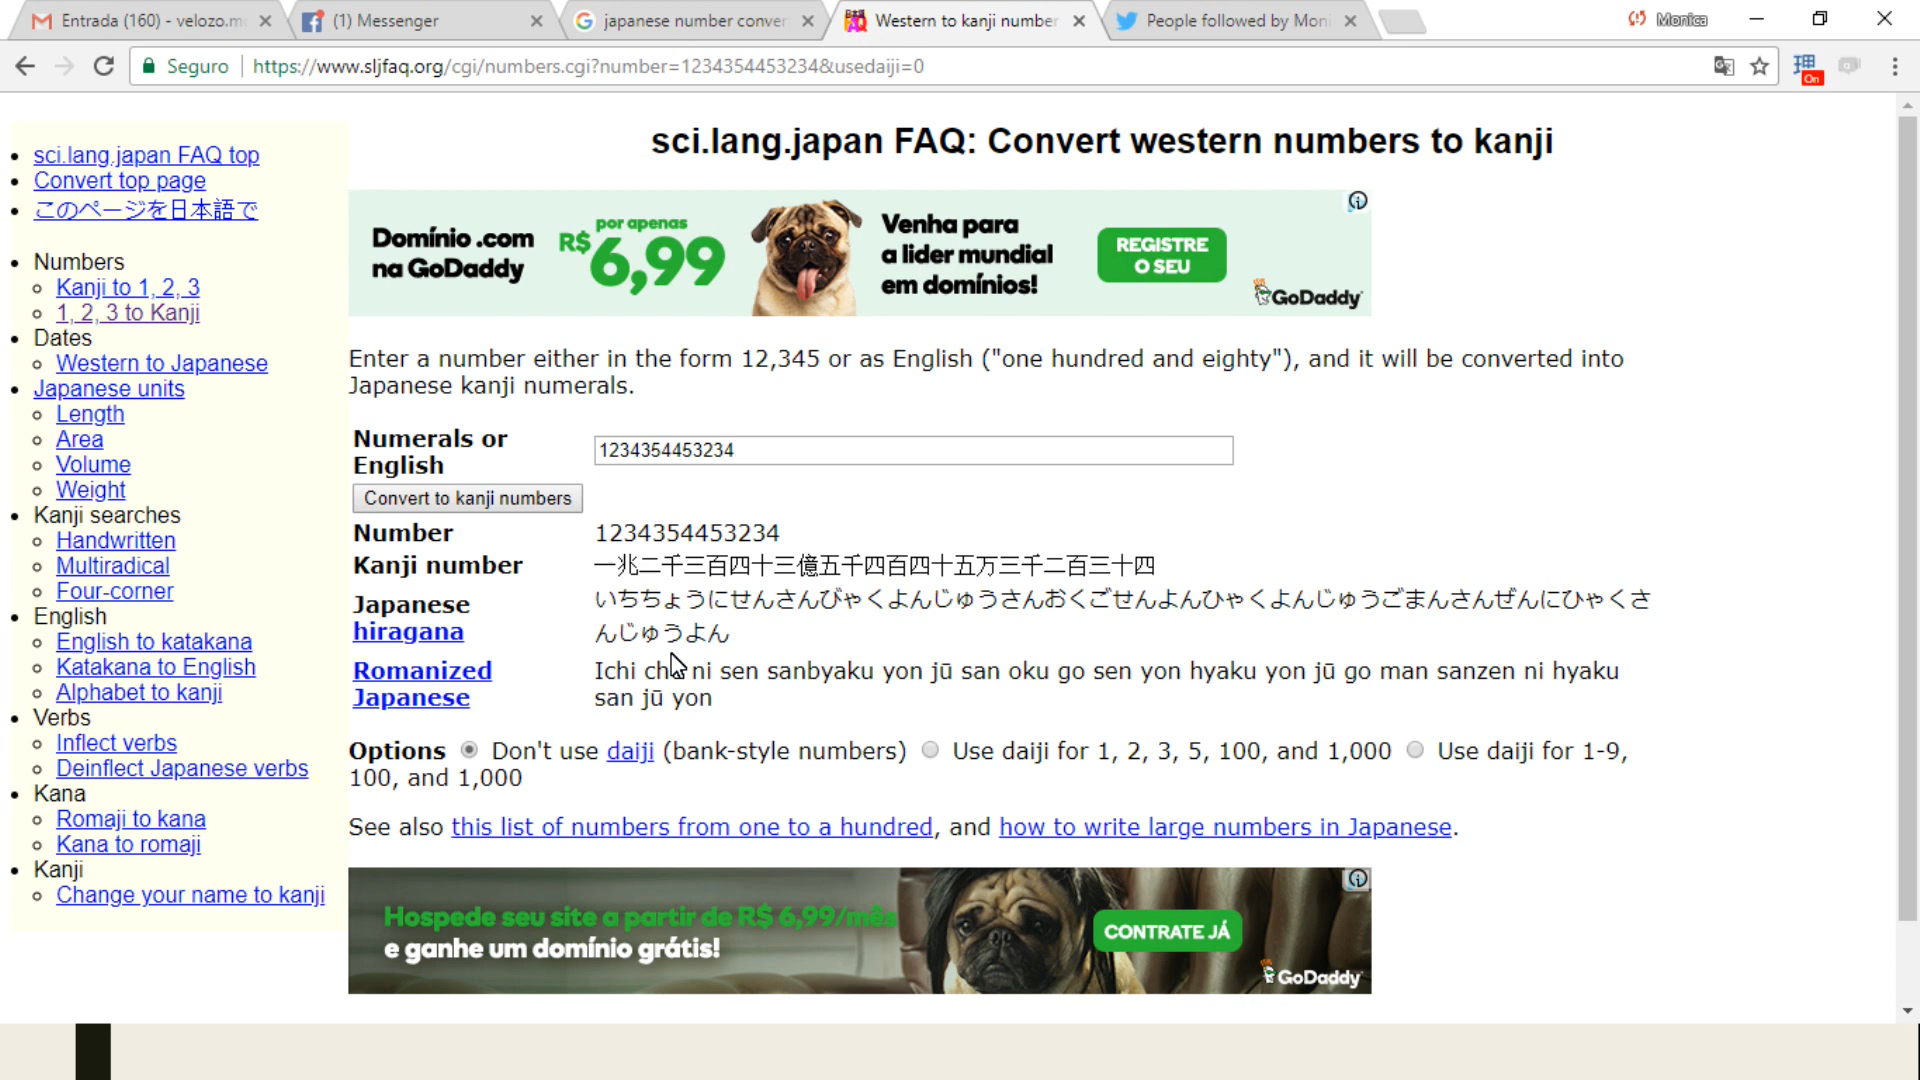 Entrada (160) - velozo.m
(1) Messenger
japanese number conver
Western to kanji number
People followed by Moni
Monica
Seguro
https://www.sljfaq.org/cgi/numbers.cgi?number=1234354453234&usedaiji=0
理
On
sci.lang.japan FAQ top
Convert top page
このページを日本語で
Numbers
Kanji to 1, 2, 3
1, 2, 3 to Kanji
Dates
Western to Japanese
Japanese units
Length
Area
Volume
Weight
Kanji searches
Handwritten
Multiradical
Four-corner
English
English to katakana
Katakana to English
Alphabet to kanji
Verbs
Inflect verbs
Deinflect Japanese verbs
Kana
Romaji to kana
Kana to romaji
Kanji
Change your name to kanji
sci.lang.japan FAQ: Convert western numbers to kanji
Domínio .com
na GoDaddy
por apenas
R$ 6,99
Venha para
a lider mundial
em domínios!
REGISTRE
O SEU
GoDaddy
Enter a number either in the form 12,345 or as English ("one hundred and eighty"), and it will be converted into
Japanese kanji numerals.
Numerals or
English
1234354453234
Convert to kanji numbers
Number 1234354453234
Kanji number 一兆二千三百四十三億五千四百四十五万三千二百三十四
Japanese
hiragana
いちちょうにせんさんびゃくよんじゅうさんおくごせんよんひゃくよんじゅうごまんさんぜんにひゃくさ
んじゅうよん
Romanized
Japanese
Ichi ni sen sanbyaku yon jū san oku go sen yon hyaku yon jū go man sanzen ni hyaku
san jū yon
Options Don't use daiji (bank-style numbers) Use daiji for 1, 2, 3, 5, 100, and 1,000 Use daiji for 1-9,
100, and 1,000
See also this list of numbers from one to a hundred, and how to write large numbers in Japanese.
Hospede seu site a partir de R$ 6,99/mês
e ganhe um domínio grátis!
CONTRATE JÁ
GoDaddy